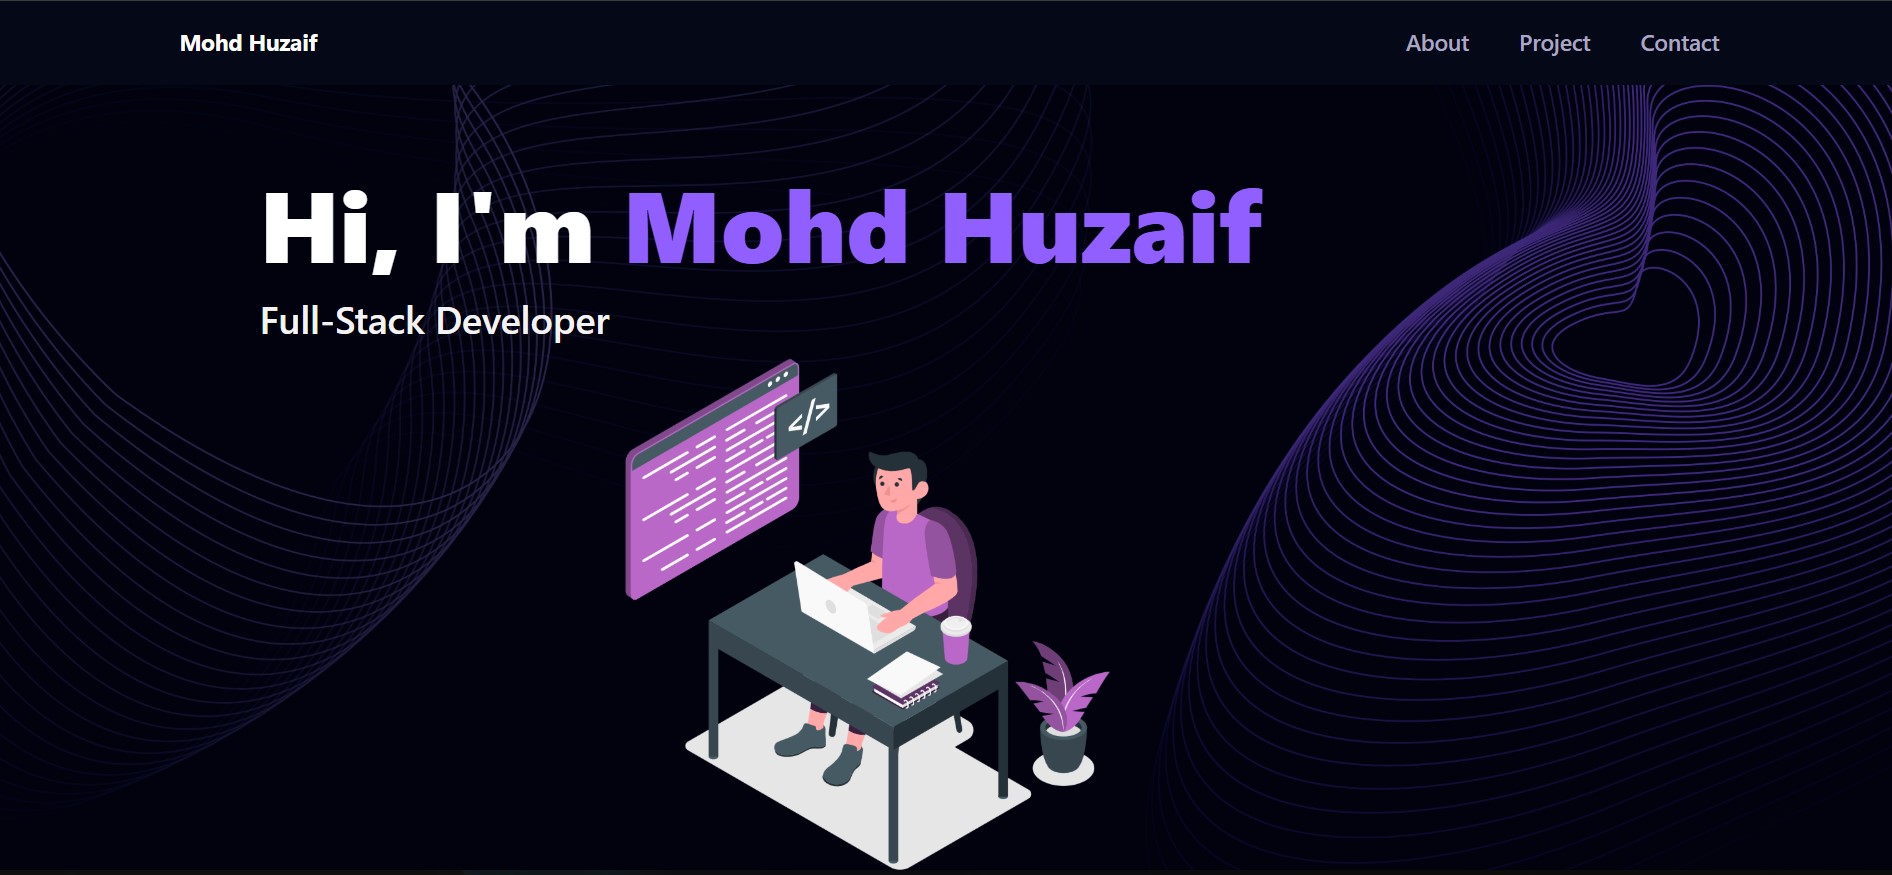 Mohd Huzaif
About Project Contact
Hi, I'm Mohd Huzaif
Full-Stack Developer
</>